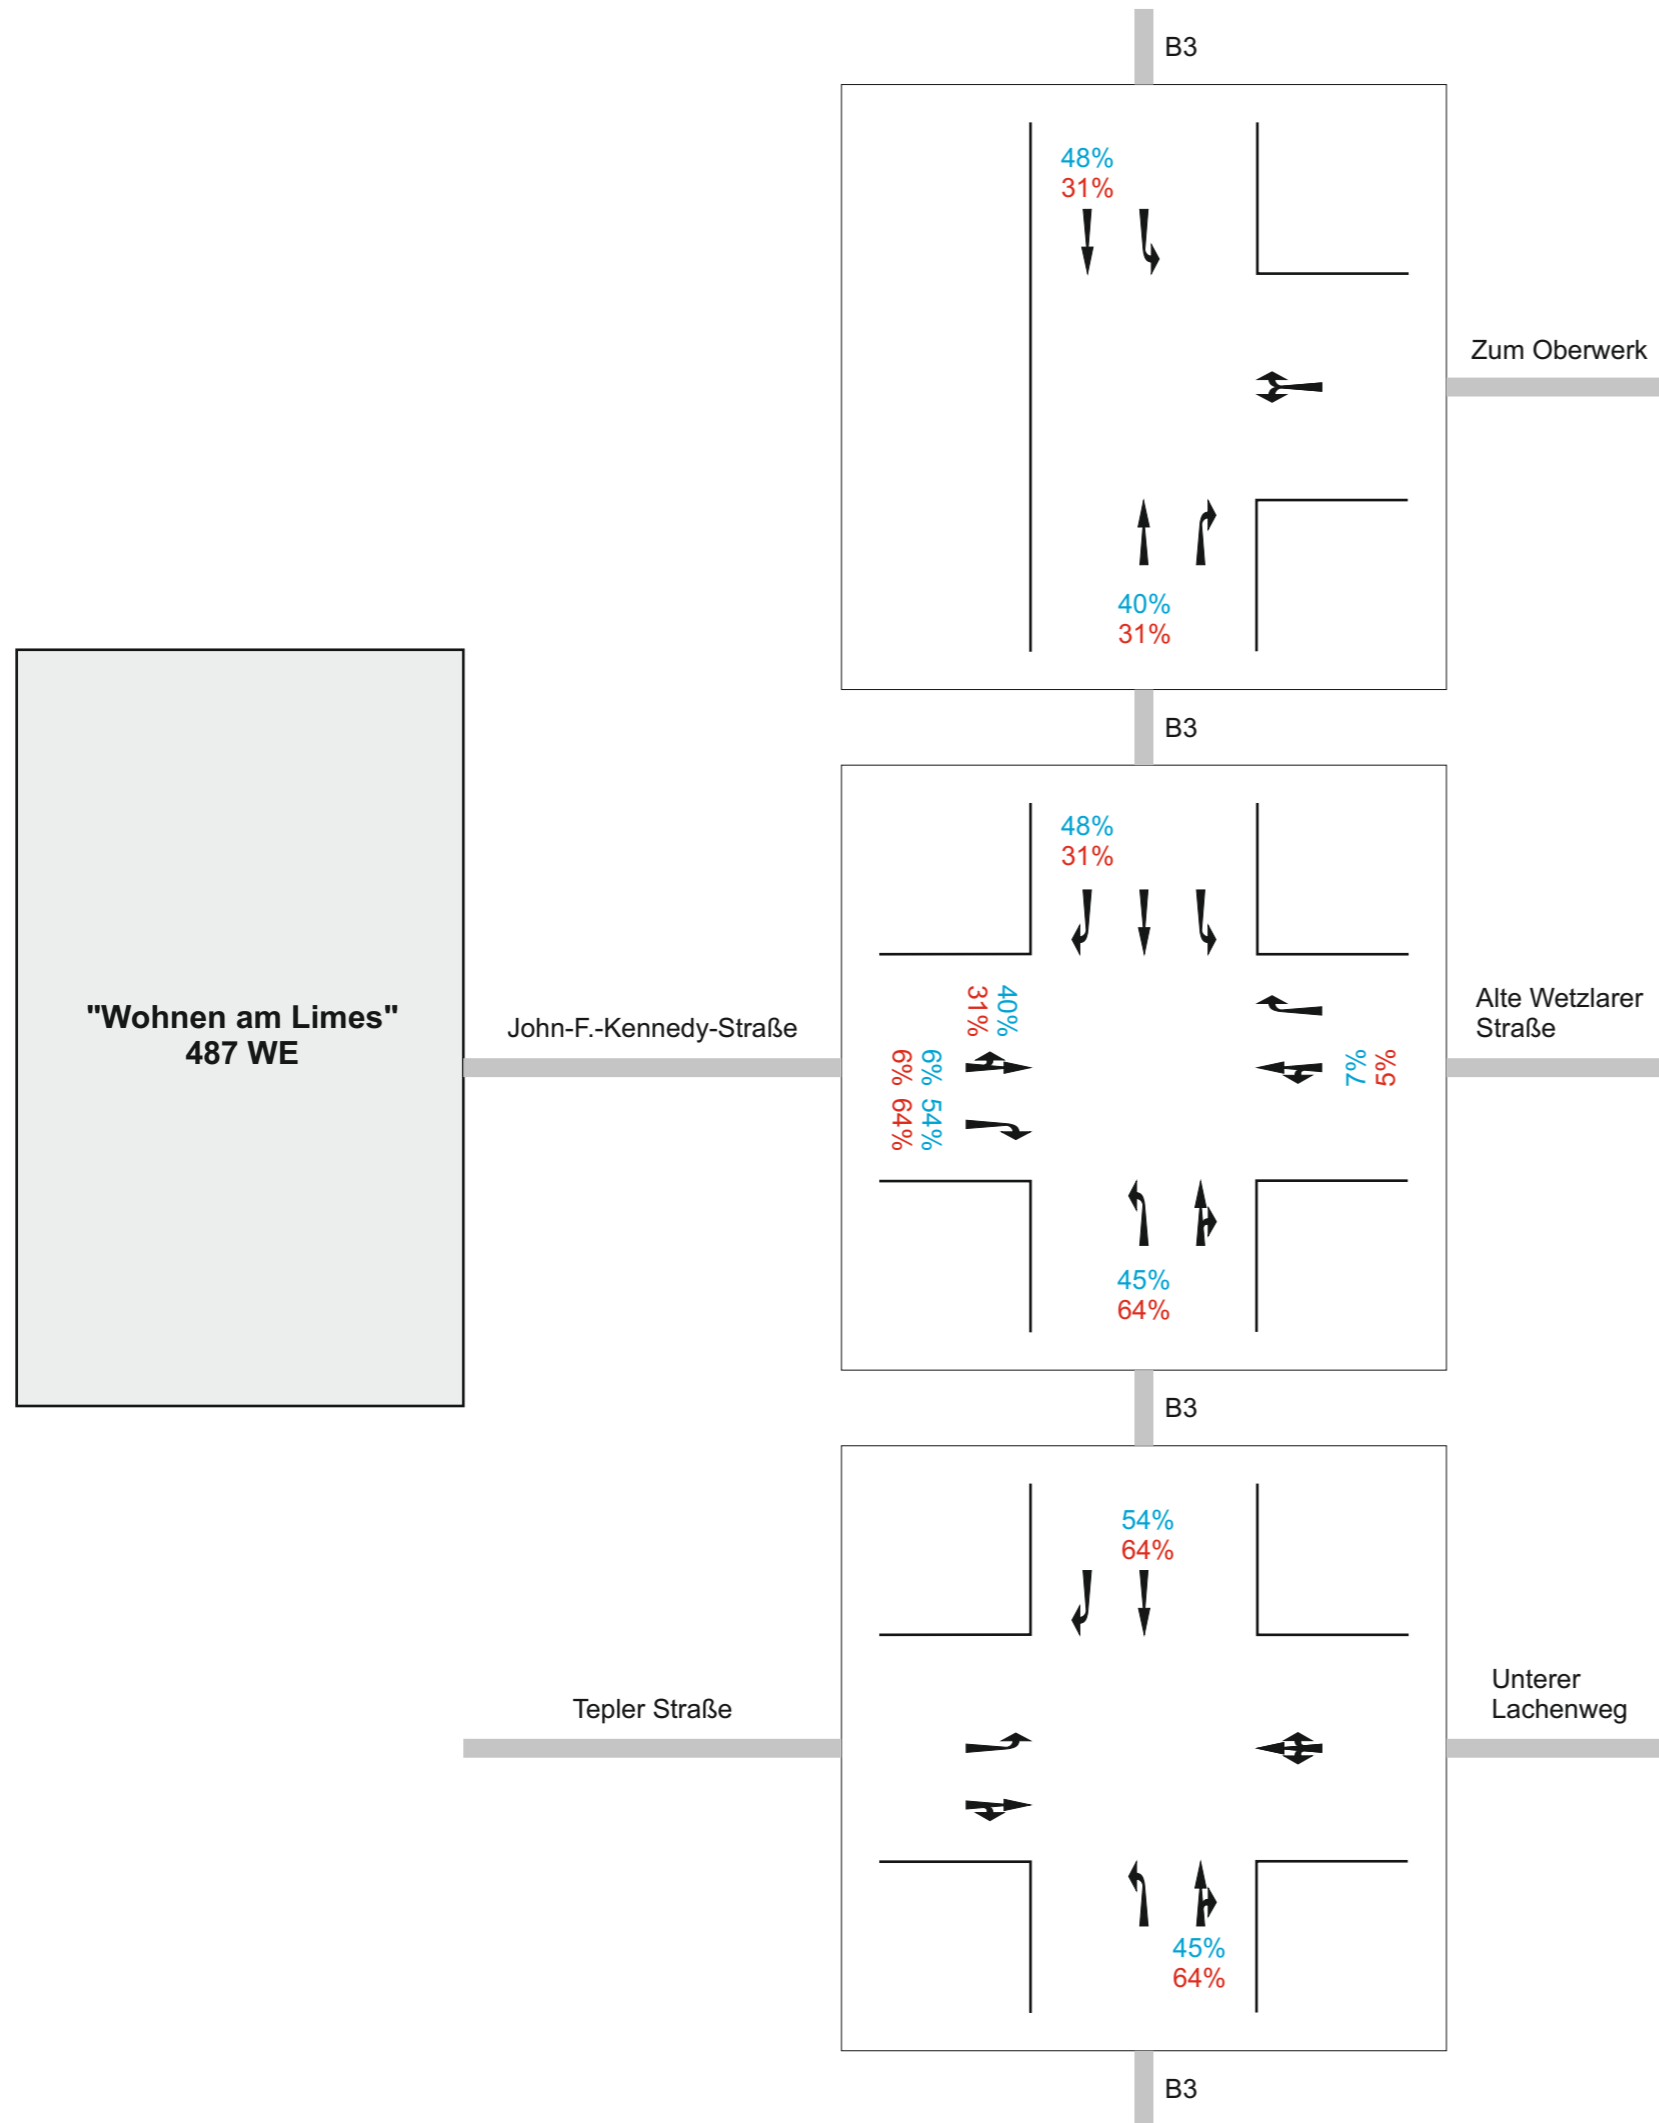 B3
48%
31%
Zum Oberwerk
40%
31%
B3
48%
31%
"Wohnen am Limes"
487 WE
John-F.-Kennedy-Straße
40%
31%
6% 54%
6% 64%
7%
5%
Alte Wetzlarer
Straße
45%
64%
B3
54%
64%
Tepler Straße
Unterer
Lachenweg
45%
64%
B3